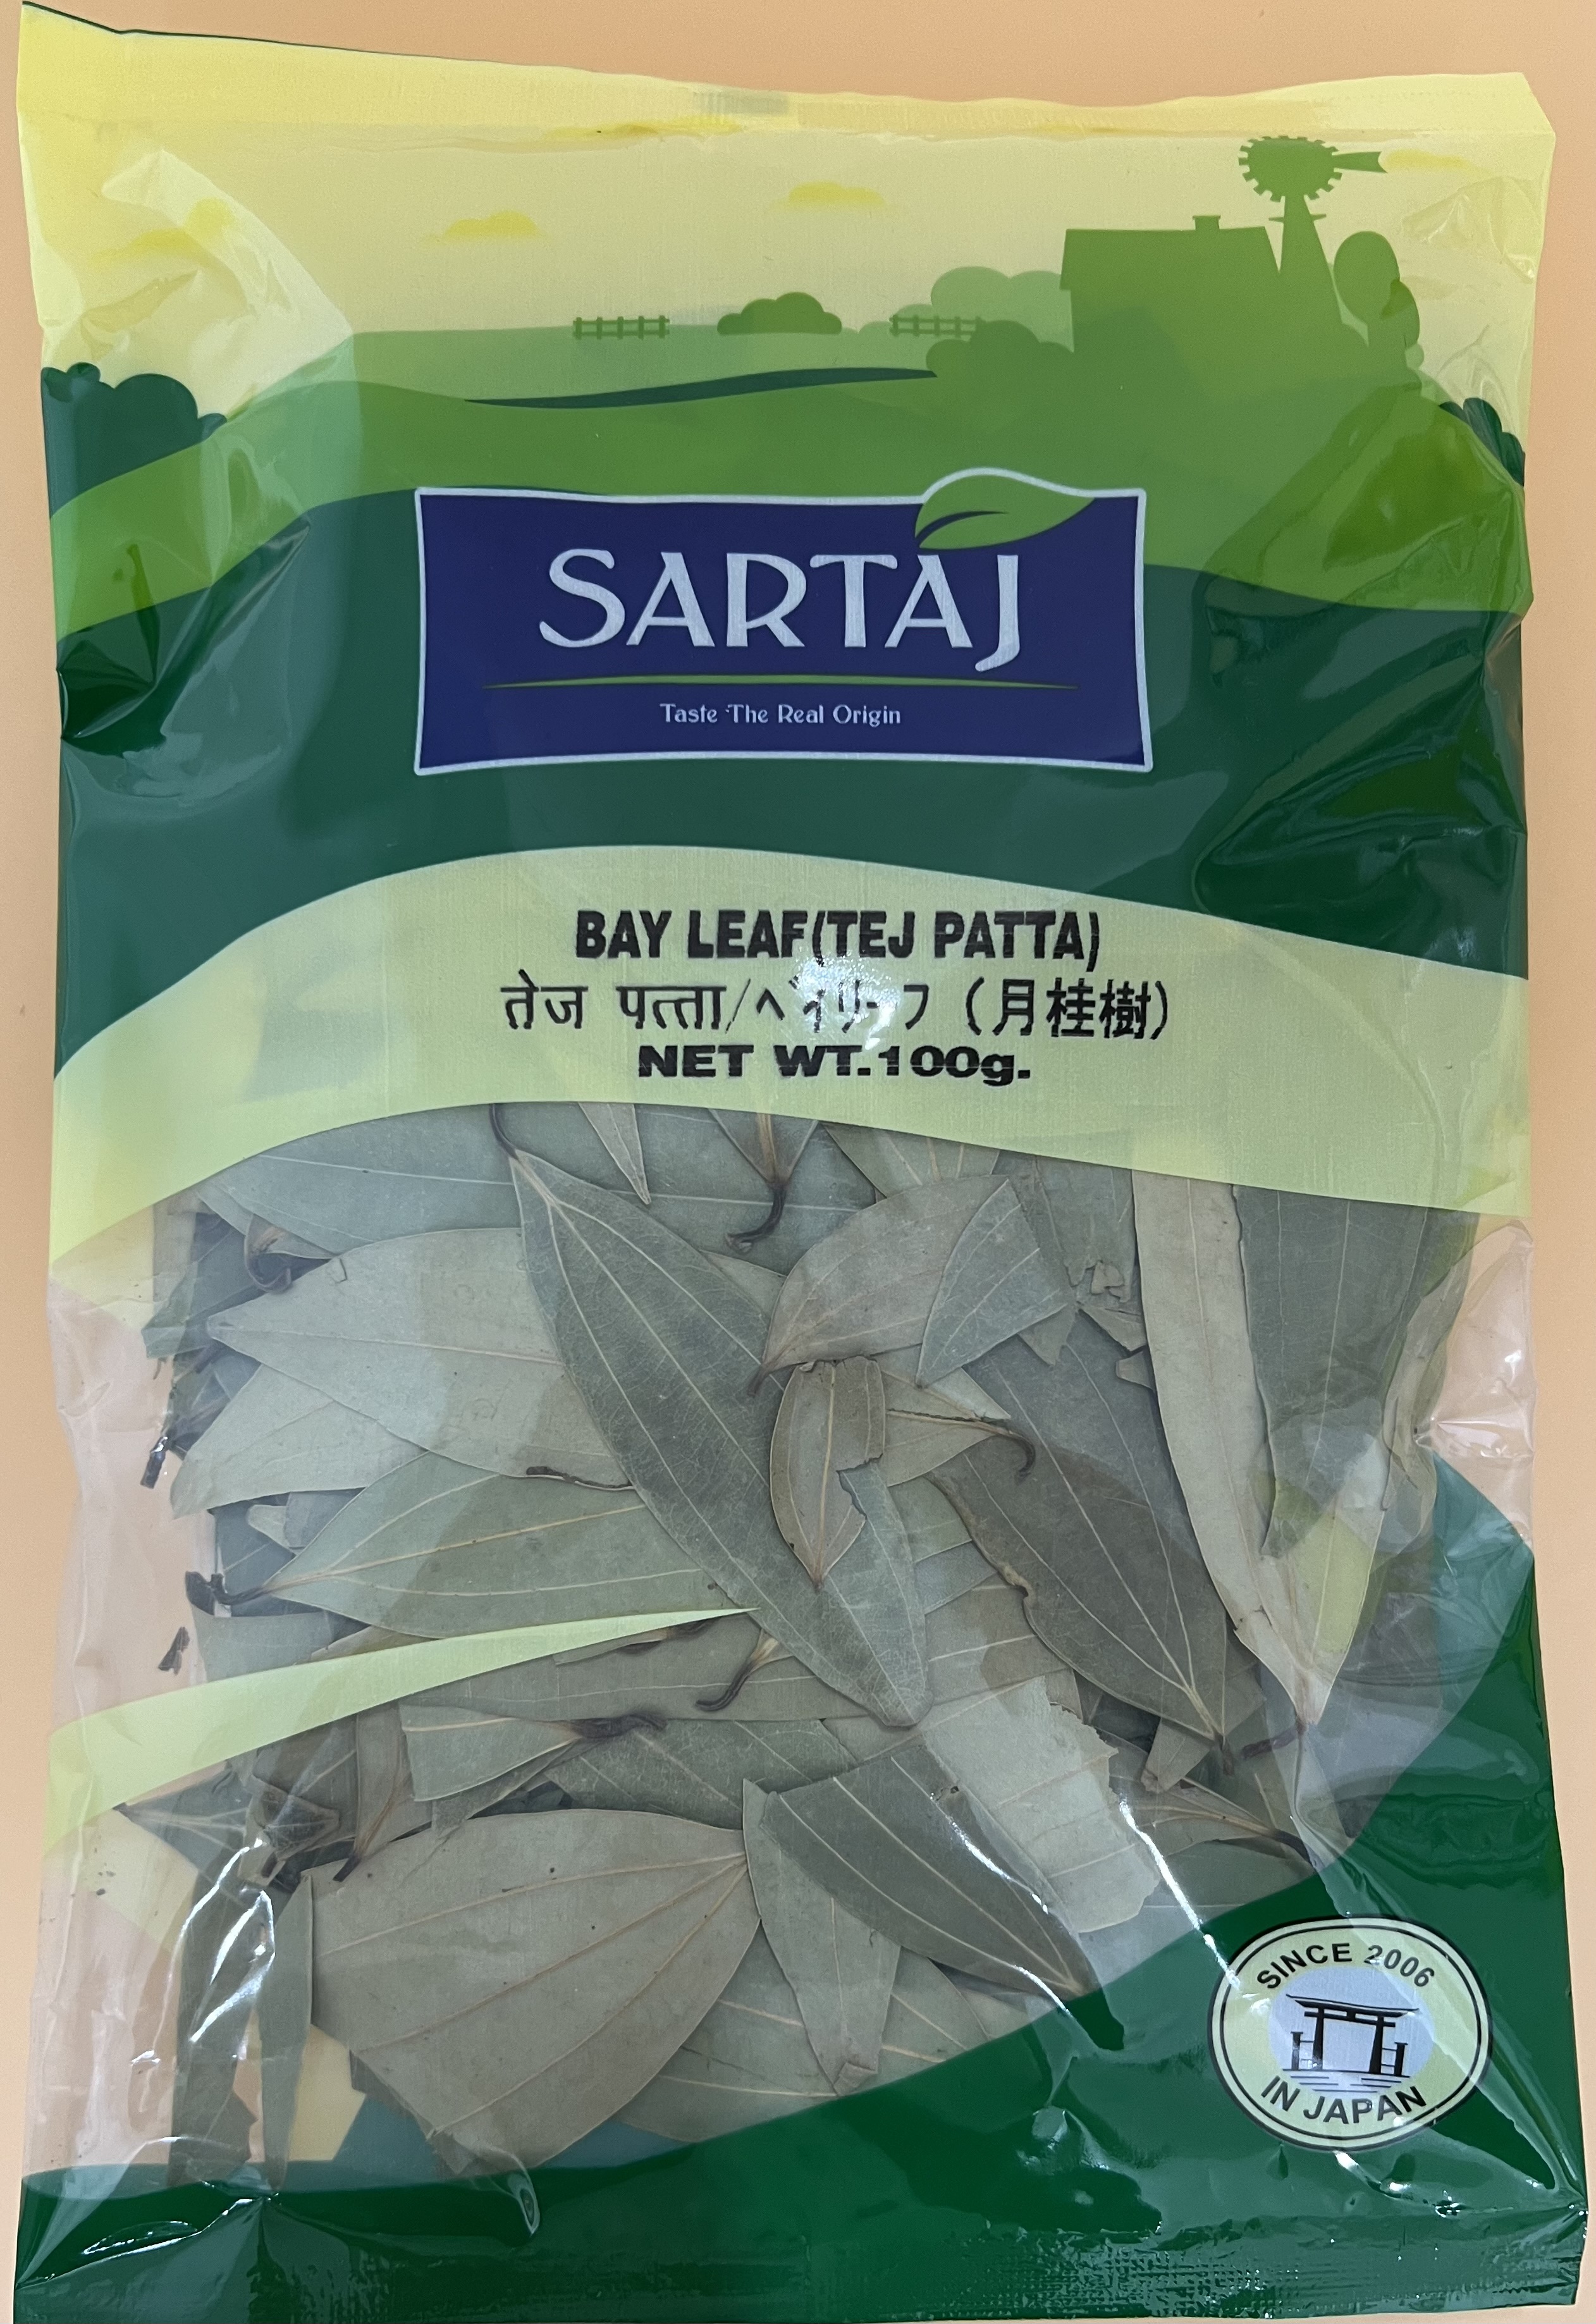 SARTAJ
Taste The Real Origin
BAY LEAF(TEJ PATTA)
तेज पत्ता/ベイリーフ（月桂樹）
NET WT.100g.
SINCE 2006
IN JAPAN